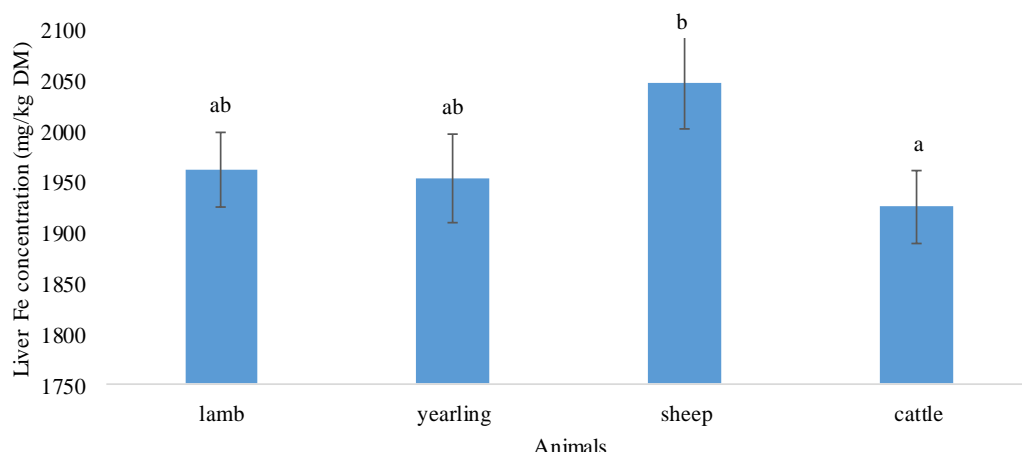 Liver Fe concentration (mg/kg DM)
2100
2050
2000
1950
1900
1850
1800
1750
ab
ab
b
a
lamb
yearling
sheep
cattle
Animals